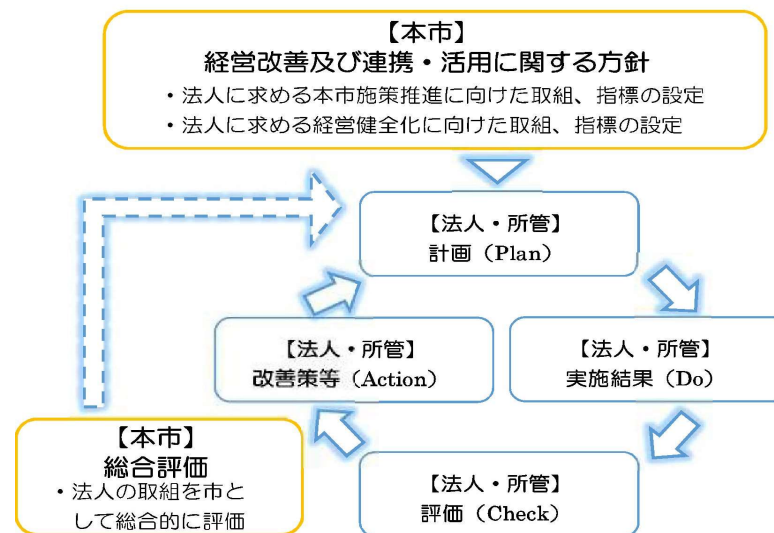 【本市】
経営改善及び連携・活用に関する方針
・法人に求める本市施策推進に向けた取組、指標の設定
・法人に求める経営健全化に向けた取組、指標の設定
【法人・所管】
計画（Plan）
【法人・所管】
改善策等（Action）
【法人・所管】
実施結果（Do）
【本市】
総合評価
・法人の取組を市と
して総合的に評価
【法人・所管】
評価（Check）